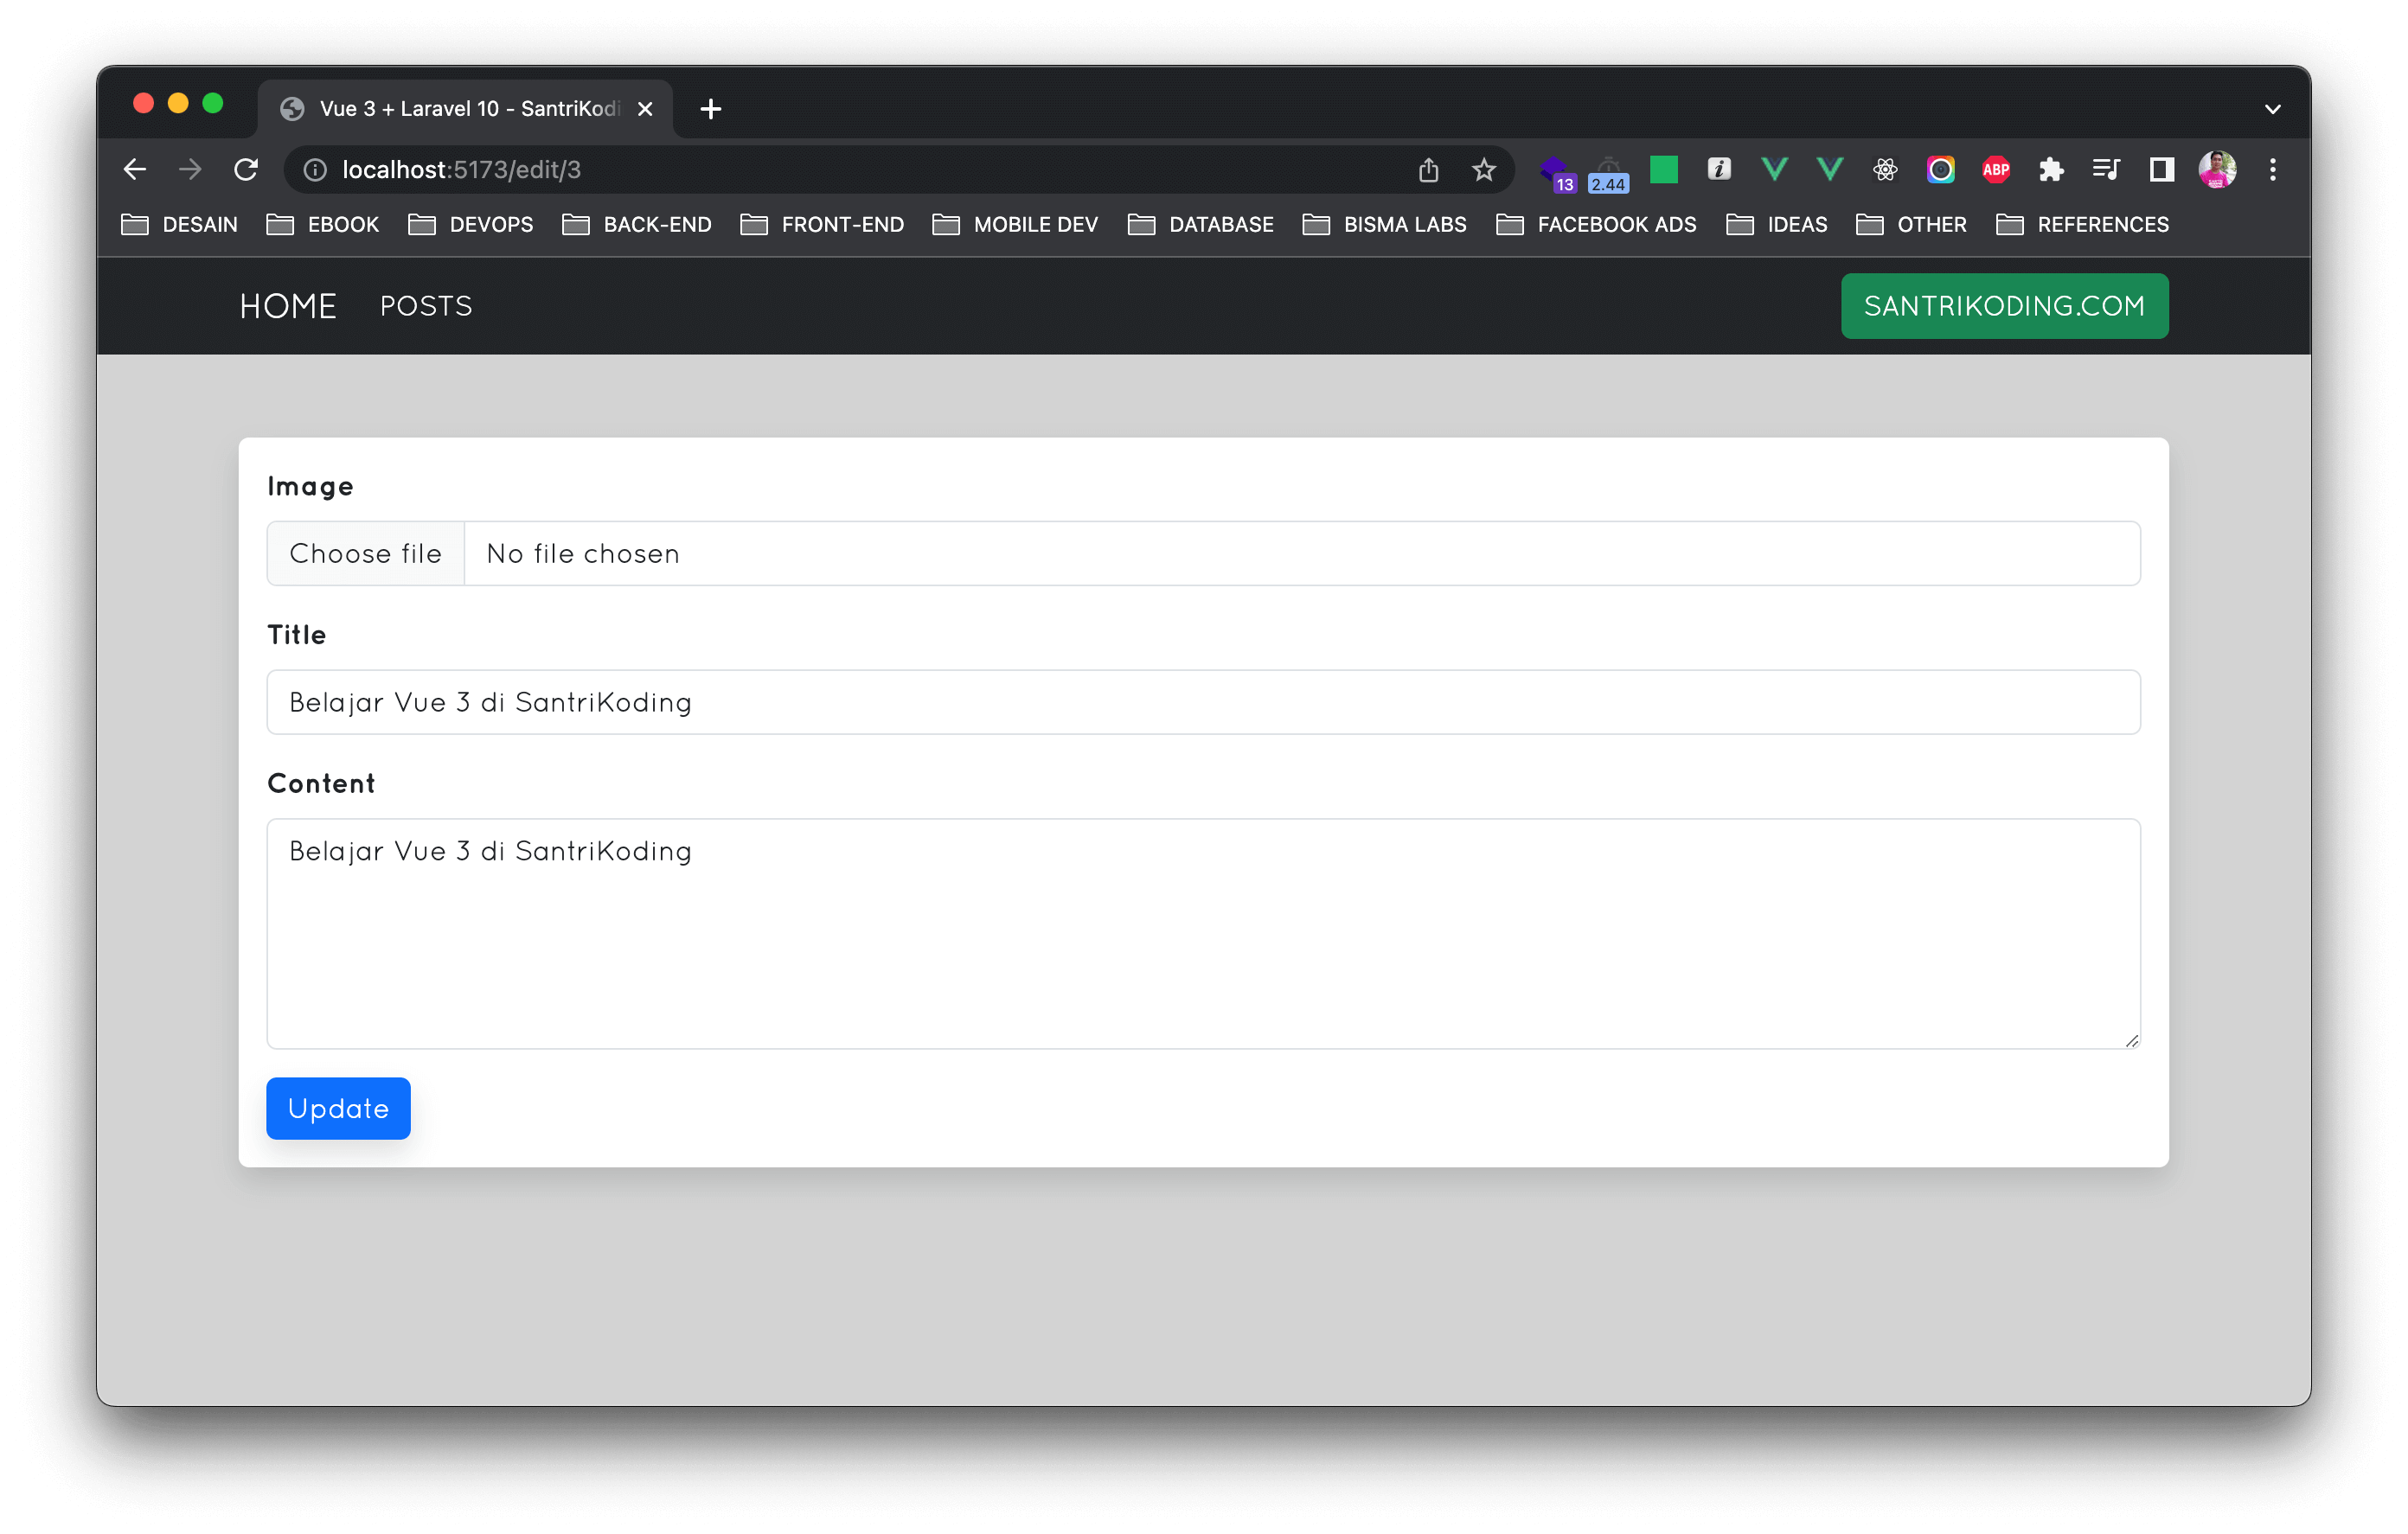 Vue 3 + Laravel 10 - SantriKodi
localhost:5173/edit/3
13
2.44
i
ABP
DESAIN EBOOK DEVOPS BACK-END FRONT-END MOBILE DEV DATABASE BISMA LABS FACEBOOK ADS IDEAS OTHER REFERENCES
HOME POSTS SANTRIKODING.COM
Image
Choose file No file chosen
Title
Belajar Vue 3 di SantriKoding
Content
Belajar Vue 3 di SantriKoding
Update